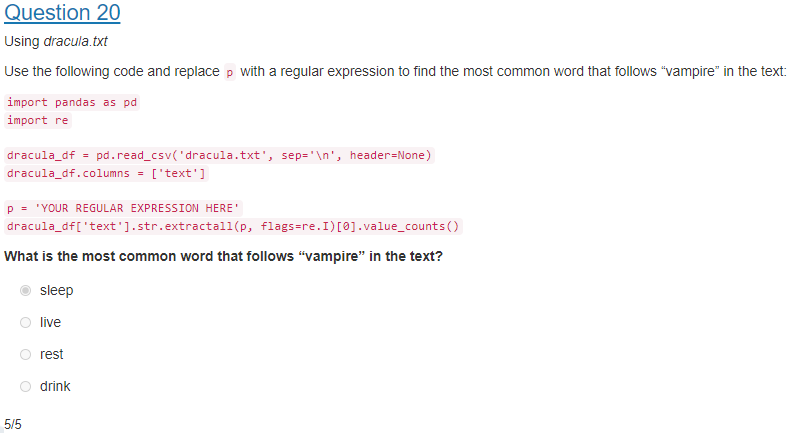 Question 20
Using dracula.txt
Use the following code and replace p with a regular expression to find the most common word that follows “vampire” in the text:
import pandas as pd
import re
dracula_df = pd.read_csv('dracula.txt', sep='\n', header=None)
dracula_df.columns = ['text']
p = 'YOUR REGULAR EXPRESSION HERE'
dracula_df['text'].str.extractall(p, flags=re.I)[0].value_counts()
What is the most common word that follows “vampire” in the text?
sleep
live
rest
drink
5/5